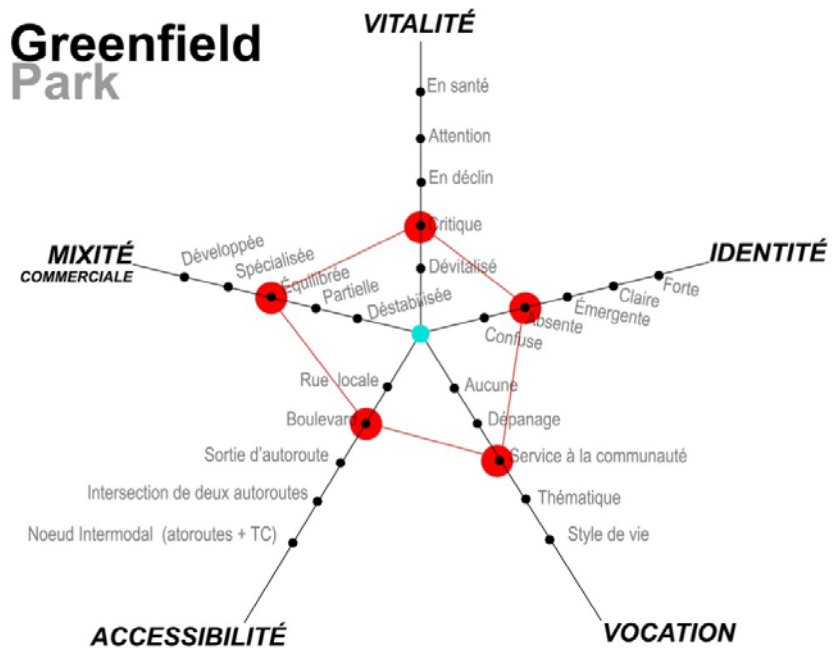 Greenfield
Park
VITALITÉ
En santé
Attention
En déclin
Critique
Dévitalisé
MIXITÉ
COMMERCIALE
Développée
Spécialisée
Équilibrée
Partielle
Déstabilisée
IDENTITÉ
Forte
Claire
Émergente
Absente
Confuse
Rue locale
Boulevard
Sortie d'autoroute
Intersection de deux autoroutes
Noeud Intermodal (atoroutes + TC)
ACCESSIBILITÉ
Aucune
Dépanage
Service à la communauté
Thématique
Style de vie
VOCATION